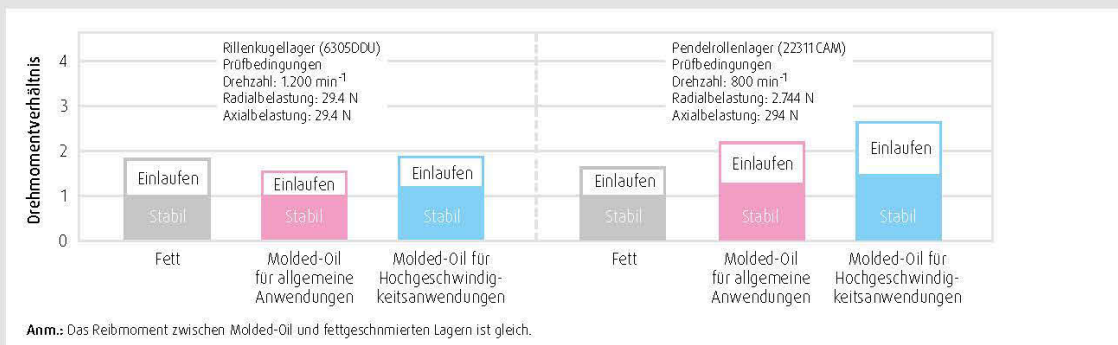 Drehmomentverhältnis
4
3
2
1
0
Rillenkugellager (6305DDU)
Prüfbedingungen
Drehzahl: 1.200 min⁻¹
Radialbelastung: 29.4 N
Axialbelastung: 29.4 N
Pendelrollenlager (22311CAM)
Prüfbedingungen
Drehzahl: 800 min⁻¹
Radialbelastung: 2.744 N
Axialbelastung: 294 N
Einlaufen
Stabil
Einlaufen
Stabil
Einlaufen
Stabil
Einlaufen
Stabil
Einlaufen
Stabil
Einlaufen
Stabil
Fett
Molded-Oil
für allgemeine
Anwendungen
Molded-Oil für
Hochgeschwindig-
keitsanwendungen
Fett
Molded-Oil
für allgemeine
Anwendungen
Molded-Oil für
Hochgeschwindig-
keitsanwendungen
Anm.: Das Reibmoment zwischen Molded-Oil und fettgeschnmierten Lagern ist gleich.